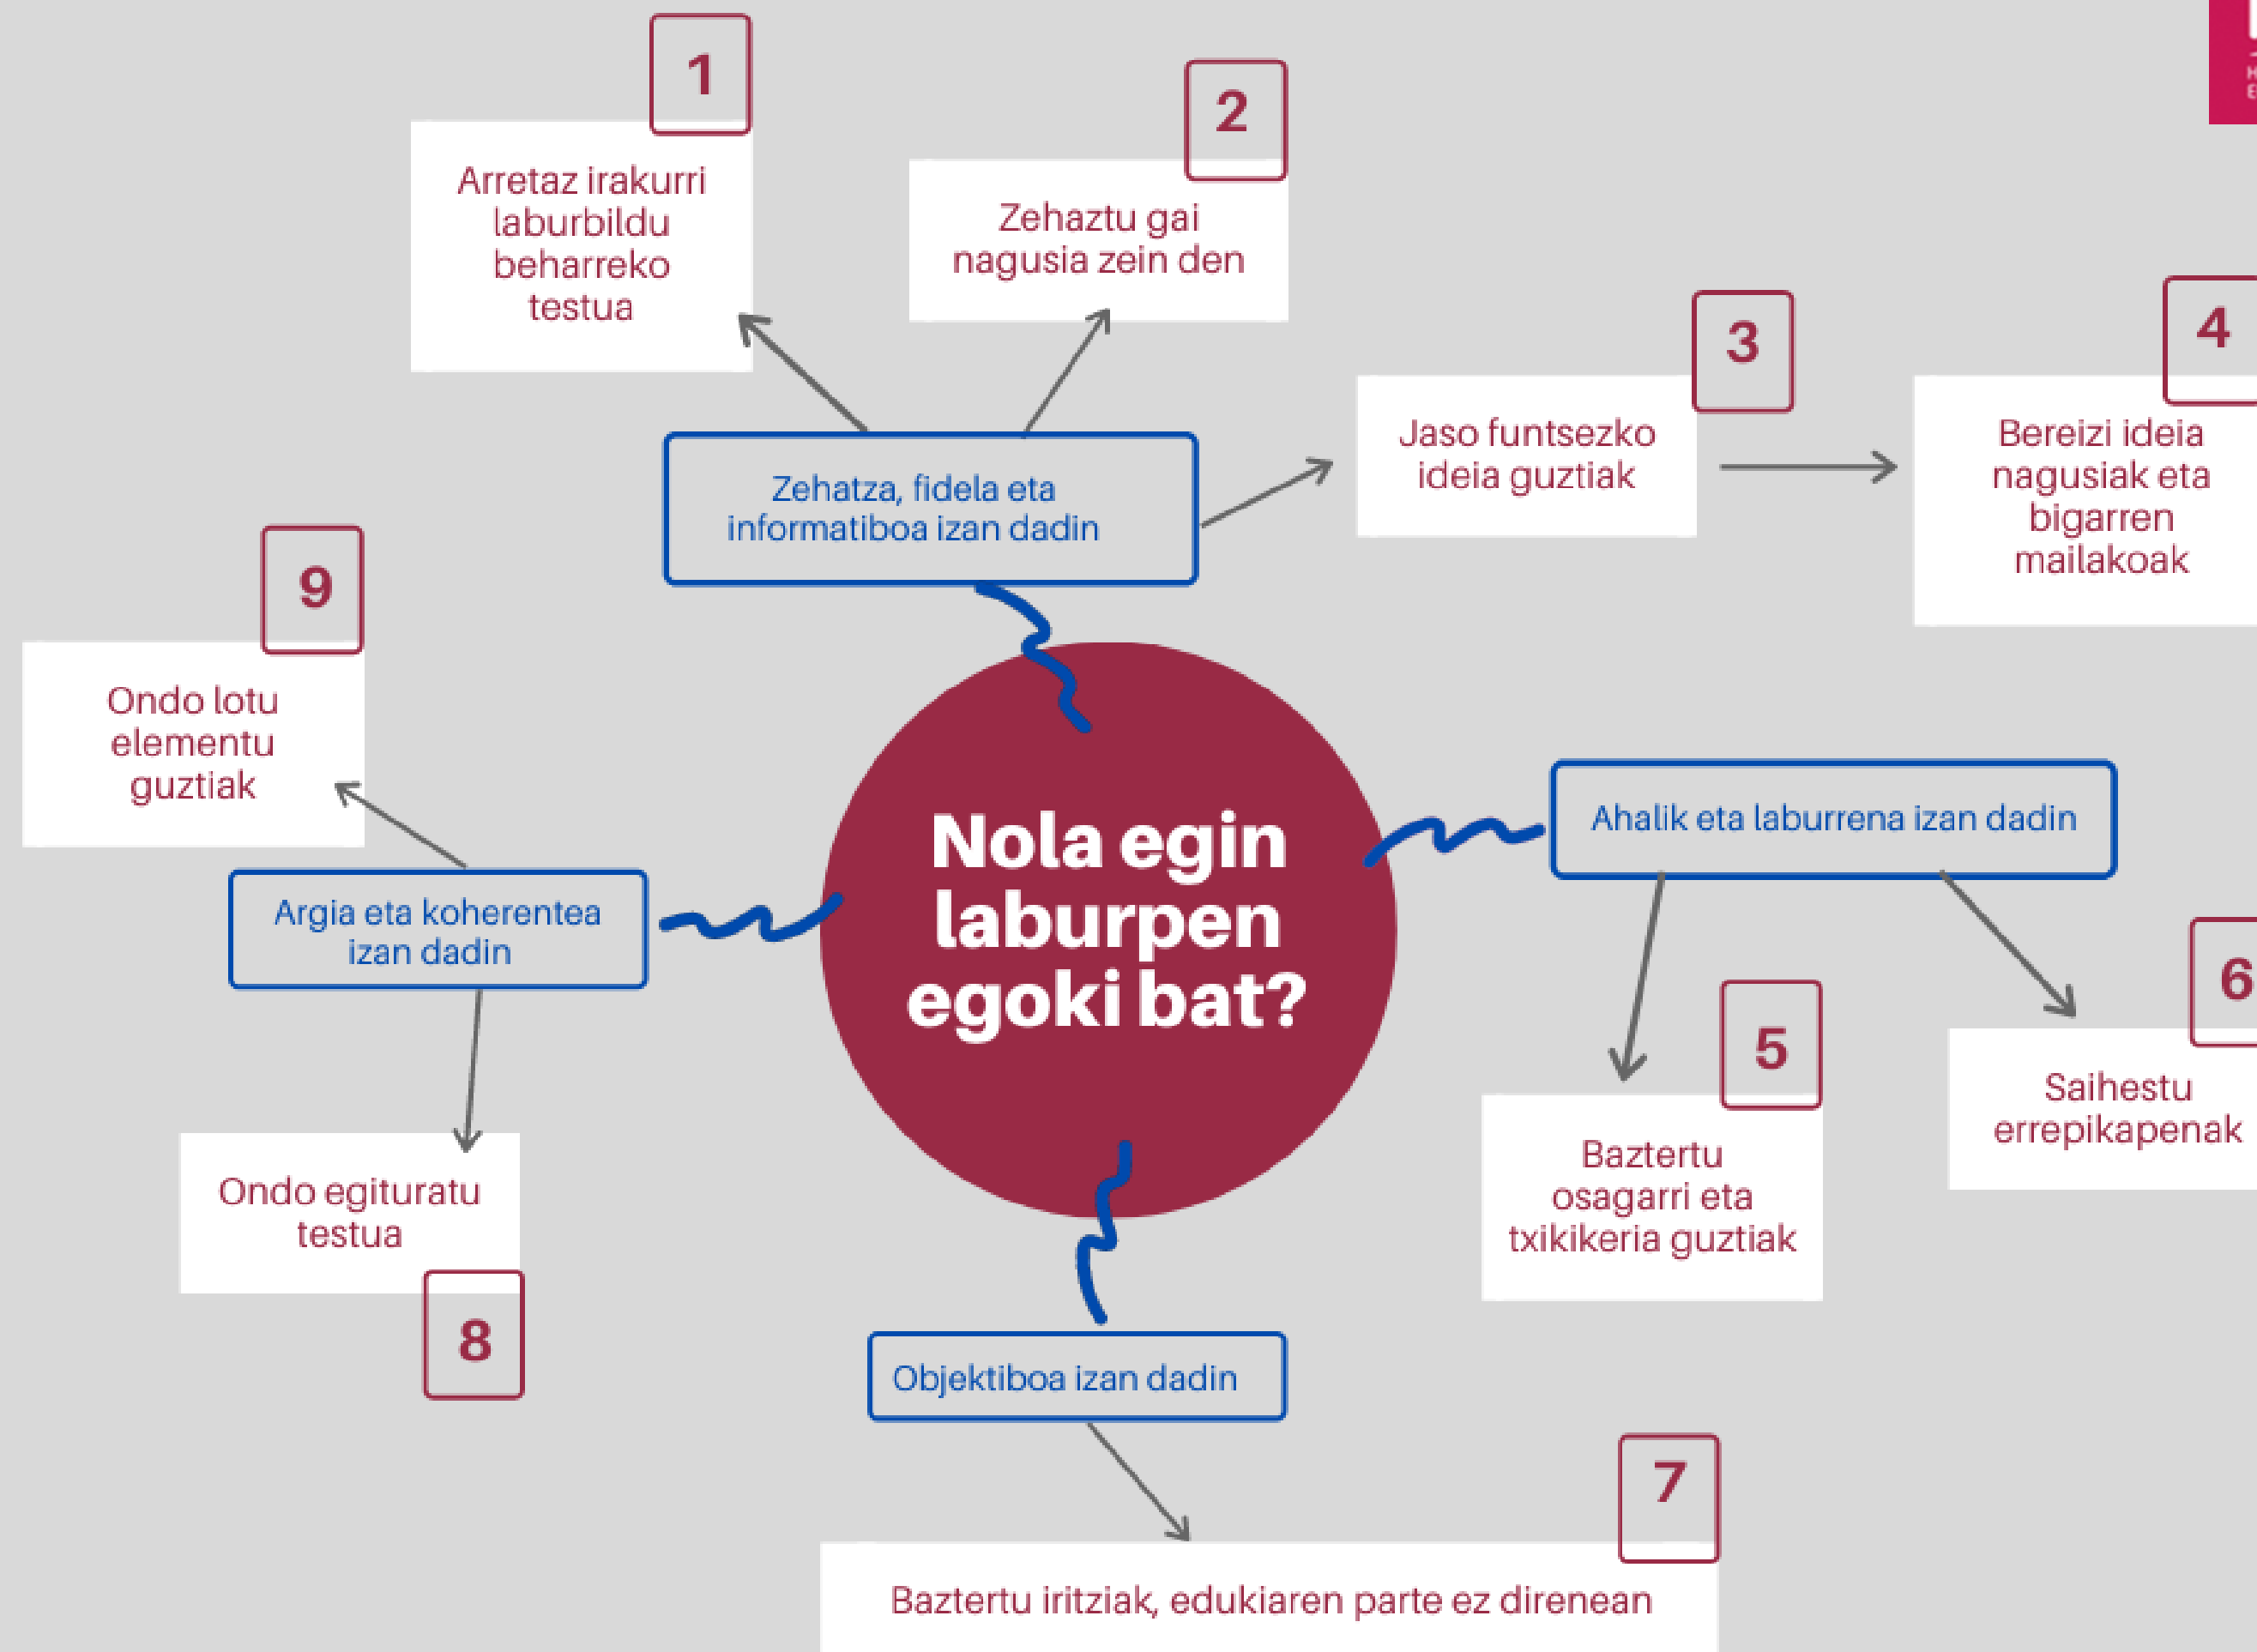 1
Arretaz irakurri
laburbildu
beharreko
testua
2
Zehaztu gai
nagusia zein den
3
Jaso funtsezko
ideia guztiak
4
Bereizi ideia
nagusiak eta
bigarren
mailakoak
Zehatza, fidela eta
informatiboa izan dadin
9
Ondo lotu
elementu
guztiak
Argia eta koherentea
izan dadin
Nola egin
laburpen
egoki bat?
Ahalik eta laburrena izan dadin
5
Baztertu
osagarri eta
txikikeria guztiak
6
Saihestu
errepikapenak
Ondo egituratu
testua
8
Objektiboa izan dadin
7
Baztertu iritziak, edukiaren parte ez direnean